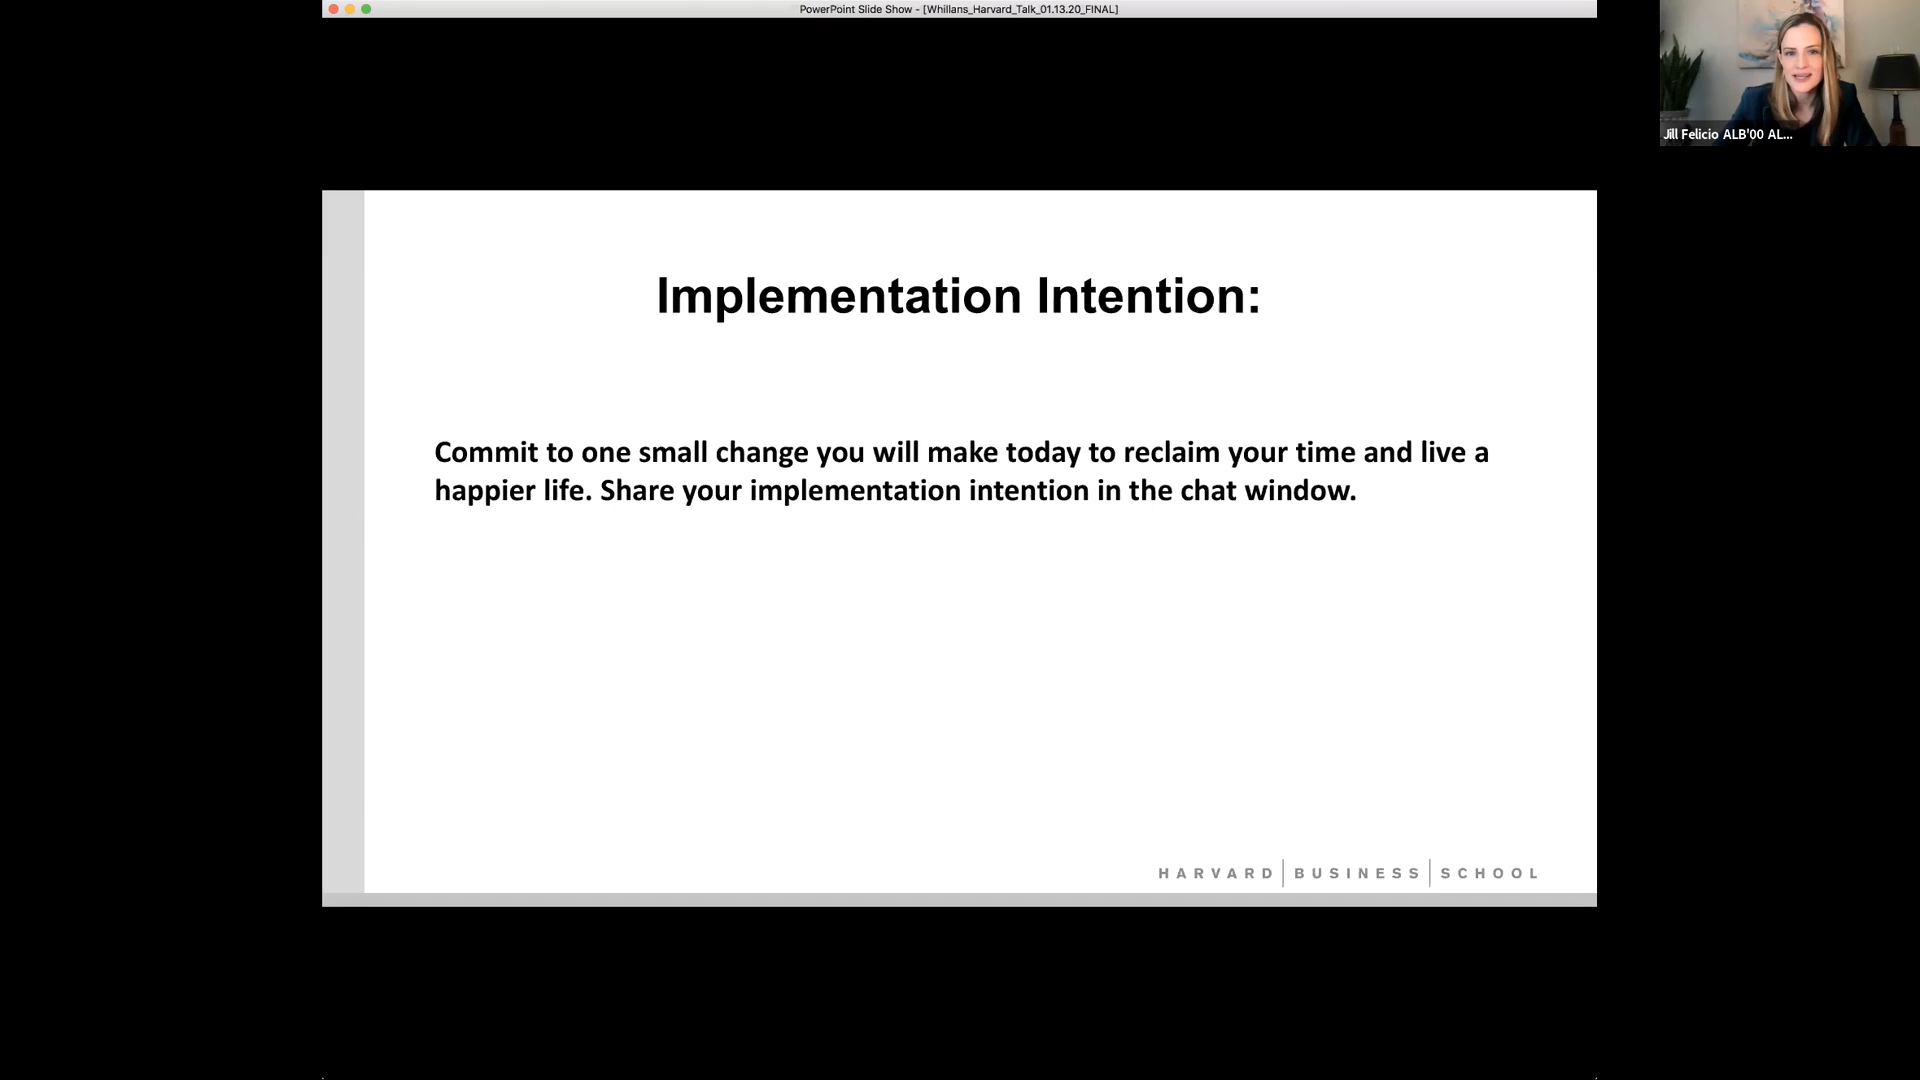 PowerPoint Slide Show - [Whillans_Harvard_Talk_01.13.20_FINAL]
Jill Felicio ALB'00 AL...
Implementation Intention:
Commit to one small change you will make today to reclaim your time and live a
happier life. Share your implementation intention in the chat window.
HARVARD | BUSINESS | SCHOOL